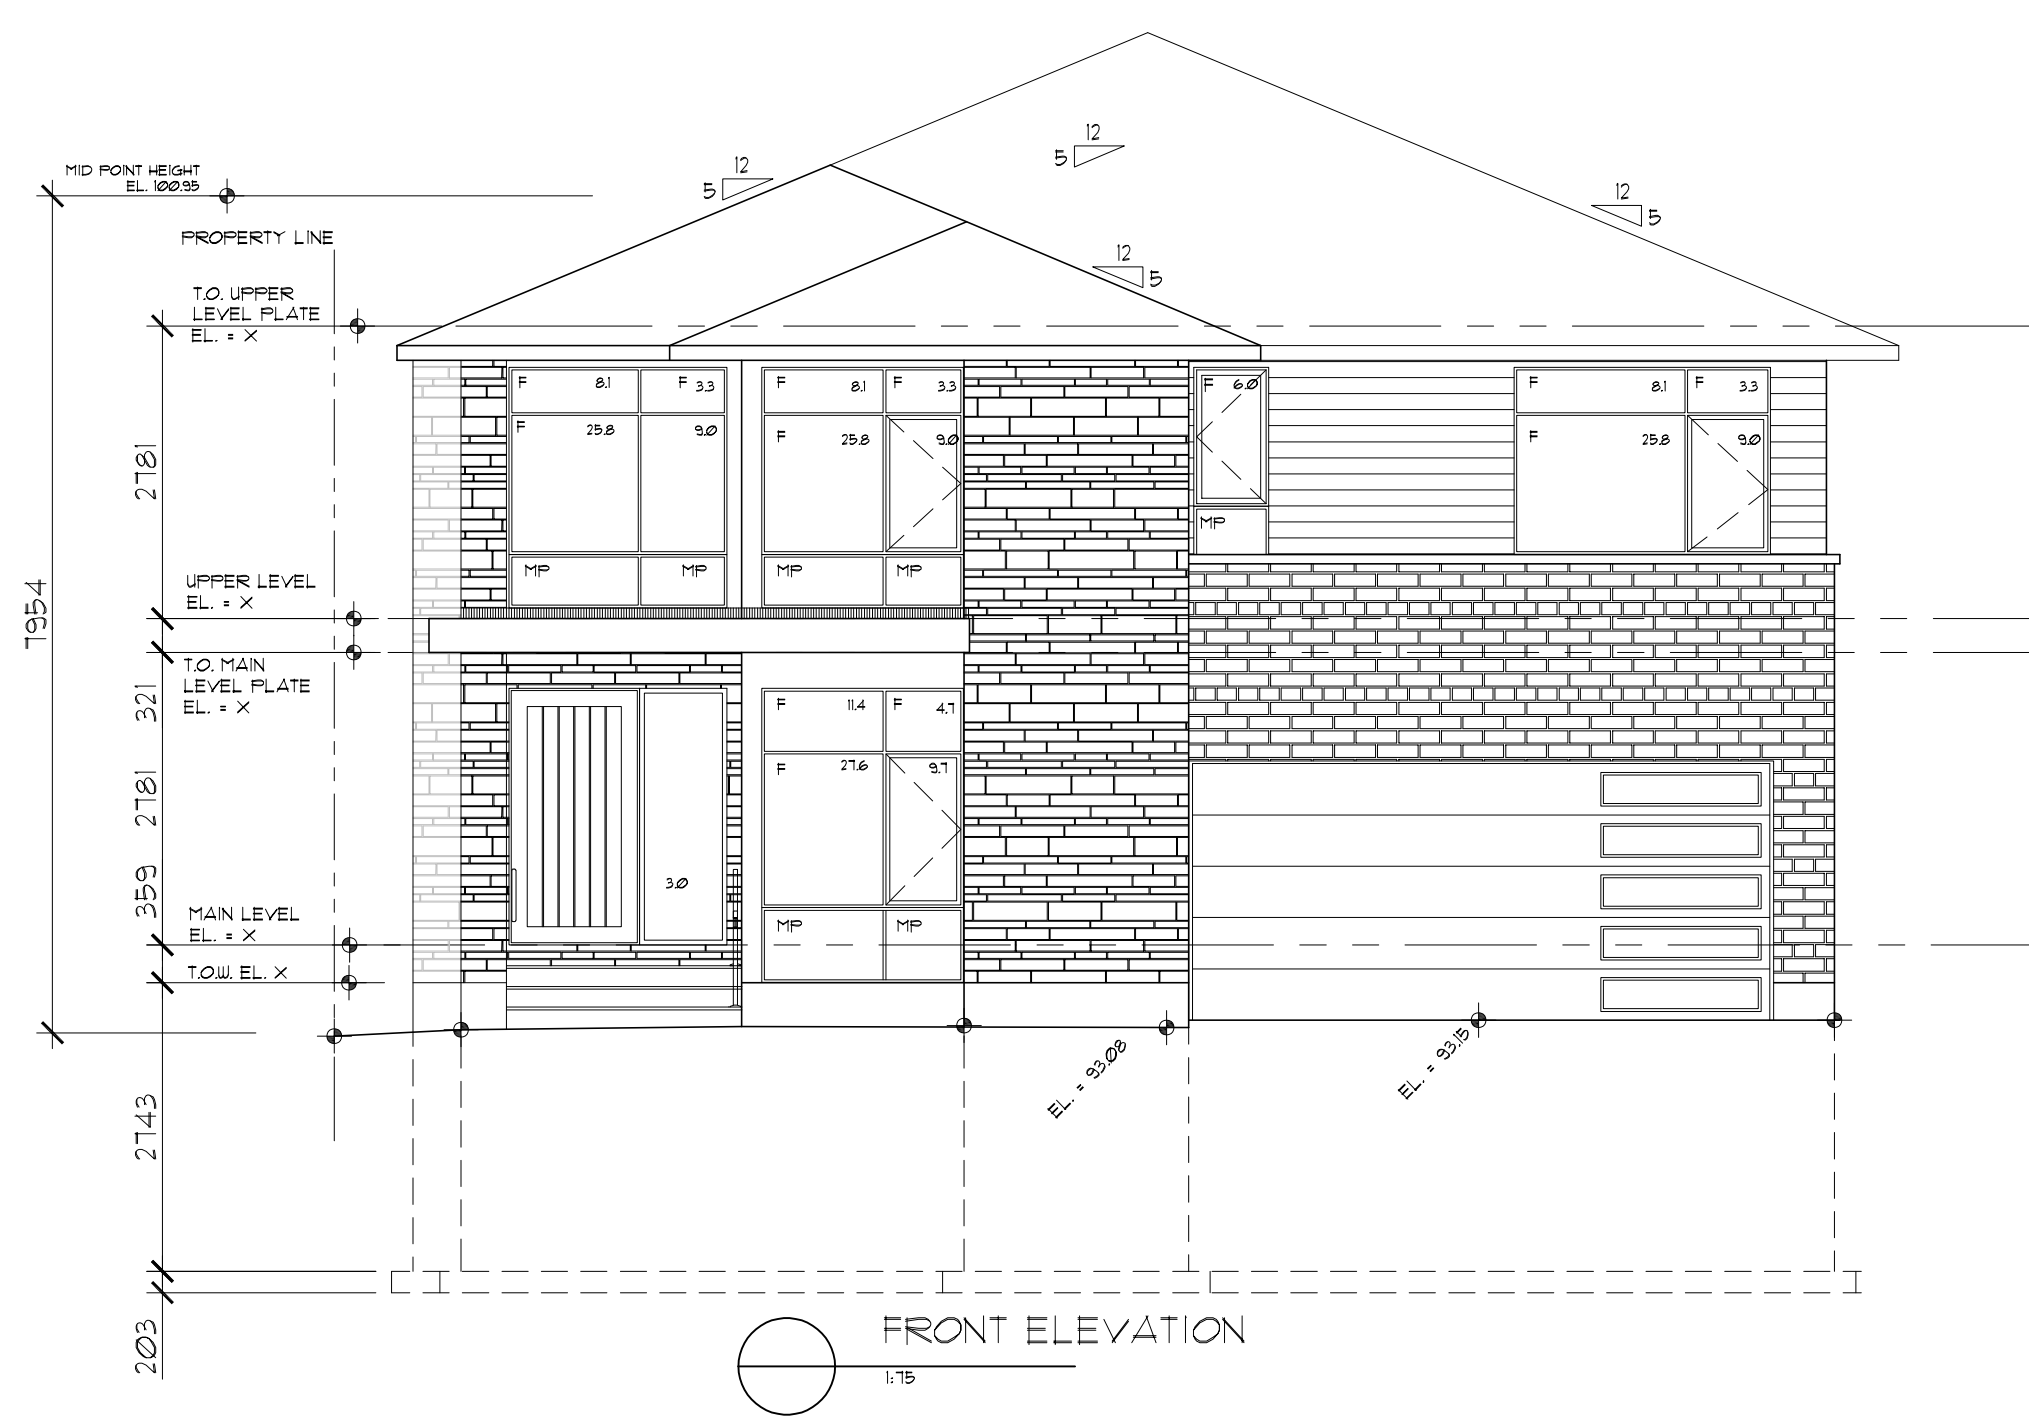 12
5
12
5
MID POINT HEIGHT
EL. 100.95
12
5
PROPERTY LINE
12
5
T.O. UPPER
LEVEL PLATE
EL. = X
F 8.1 F 3.3 F 8.1 F 3.3 F 6.0 F 8.1 F 3.3
F 25.8 9.0 F 25.8 9.0 F 25.8 9.0
2781
MP
MP MP MP MP
UPPER LEVEL
EL. = X
7954
T.O. MAIN
LEVEL PLATE
EL. = X
321
F 11.4 F 4.7
F 27.6 9.7
2781
3.0
359
MAIN LEVEL
EL. = X
MP MP
T.O.W. EL. X
EL. = 93.08
EL. = 93.15
2743
203
FRONT ELEVATION
1:75